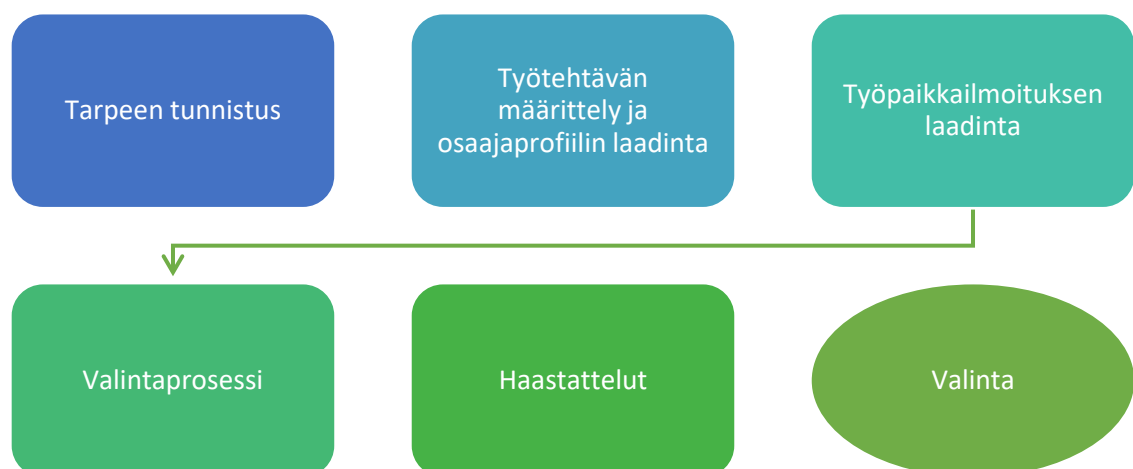 Tarpeen tunnistus
Työtehtävän
määrittely ja
osaajaprofiilin laadinta
Työpaikkailmoituksen
laadinta
Valintaprosessi
Haastattelut
Valinta